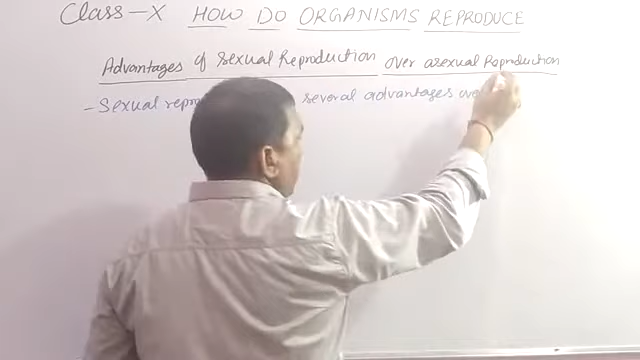 Class-X HOW DO ORGANISMS REPRODUCE
Advantages of Sexual Reproduction over asexual Reproduction
- Sexual repr several advantages ove